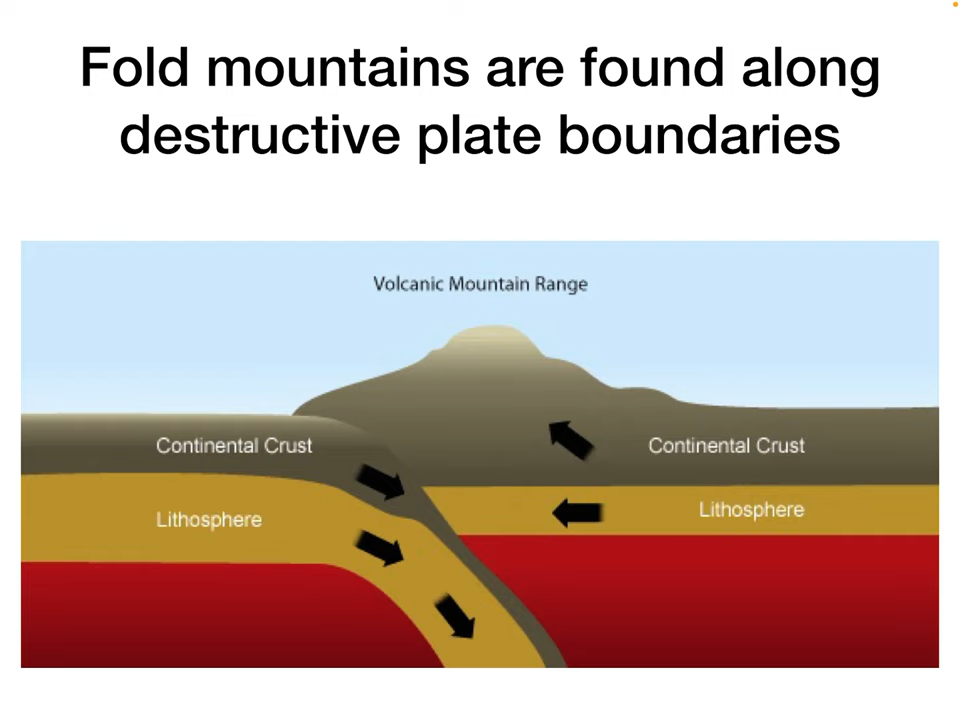 Fold mountains are found along
destructive plate boundaries
Volcanic Mountain Range
Continental Crust
Continental Crust
Lithosphere
Lithosphere